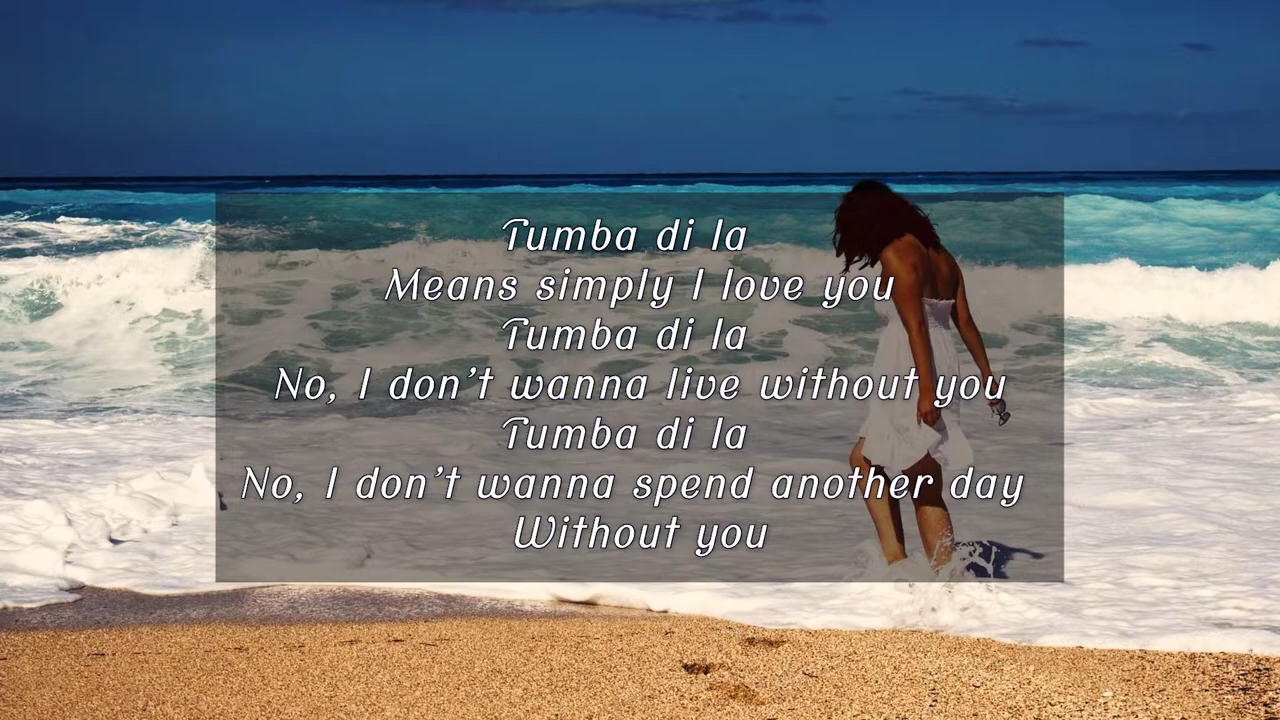 Tumba di la
Means simply I love you
Tumba di la
No, I don't wanna live without you
Tumba di la
No, I don't wanna spend another day
Without you